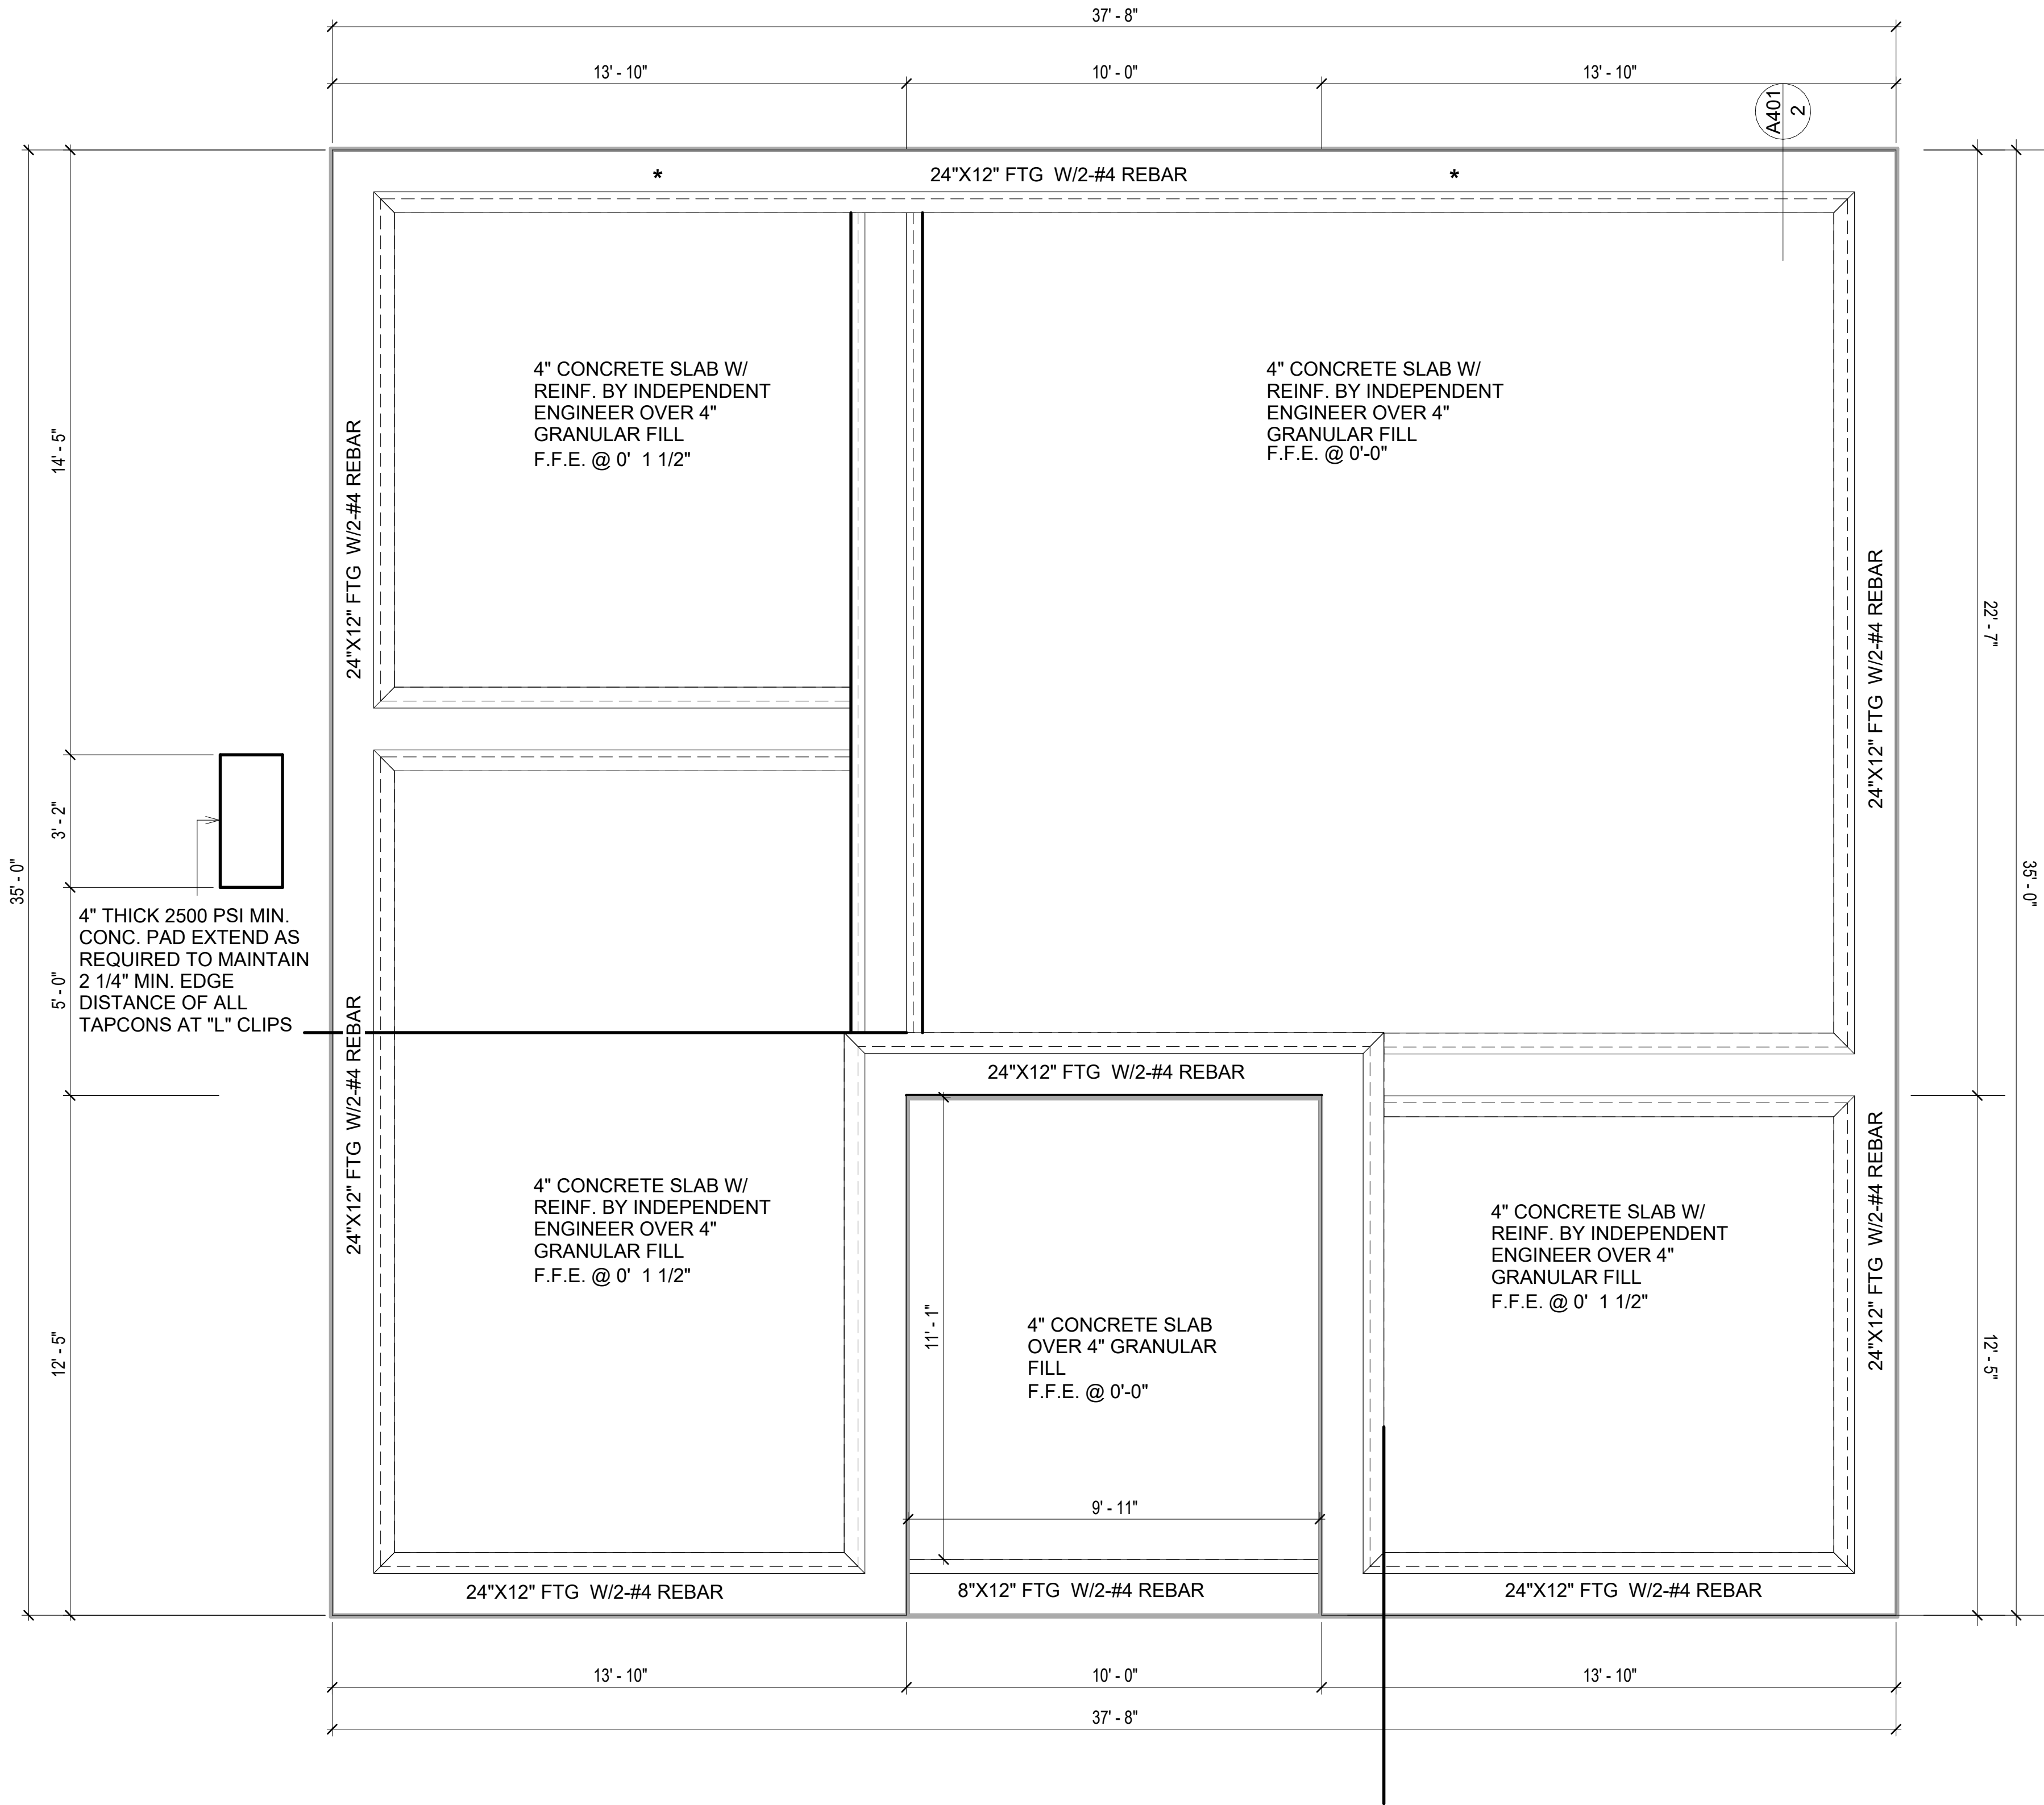 37' - 8"
13' - 10"
10' - 0"
13' - 10"
A401
2
*
24"X12" FTG W/2-#4 REBAR
*
4" CONCRETE SLAB W/
REINF. BY INDEPENDENT
ENGINEER OVER 4"
GRANULAR FILL
F.F.E. @ 0' 1 1/2"
4" CONCRETE SLAB W/
REINF. BY INDEPENDENT
ENGINEER OVER 4"
GRANULAR FILL
F.F.E. @ 0'-0"
14' - 5"
24"X12" FTG W/2-#4 REBAR
24"X12" FTG W/2-#4 REBAR
22' - 7"
3' - 2"
35' - 0"
35' - 0"
4" THICK 2500 PSI MIN.
CONC. PAD EXTEND AS
REQUIRED TO MAINTAIN
2 1/4" MIN. EDGE
DISTANCE OF ALL
TAPCONS AT "L" CLIPS
5' - 0"
24"X12" FTG W/2-#4 REBAR
24"X12" FTG W/2-#4 REBAR
4" CONCRETE SLAB W/
REINF. BY INDEPENDENT
ENGINEER OVER 4"
GRANULAR FILL
F.F.E. @ 0' 1 1/2"
4" CONCRETE SLAB W/
REINF. BY INDEPENDENT
ENGINEER OVER 4"
GRANULAR FILL
F.F.E. @ 0' 1 1/2"
24"X12" FTG W/2-#4 REBAR
12' - 5"
11' - 1"
4" CONCRETE SLAB
OVER 4" GRANULAR
FILL
F.F.E. @ 0'-0"
12' - 5"
9' - 11"
24"X12" FTG W/2-#4 REBAR
8"X12" FTG W/2-#4 REBAR
24"X12" FTG W/2-#4 REBAR
13' - 10"
10' - 0"
13' - 10"
37' - 8"